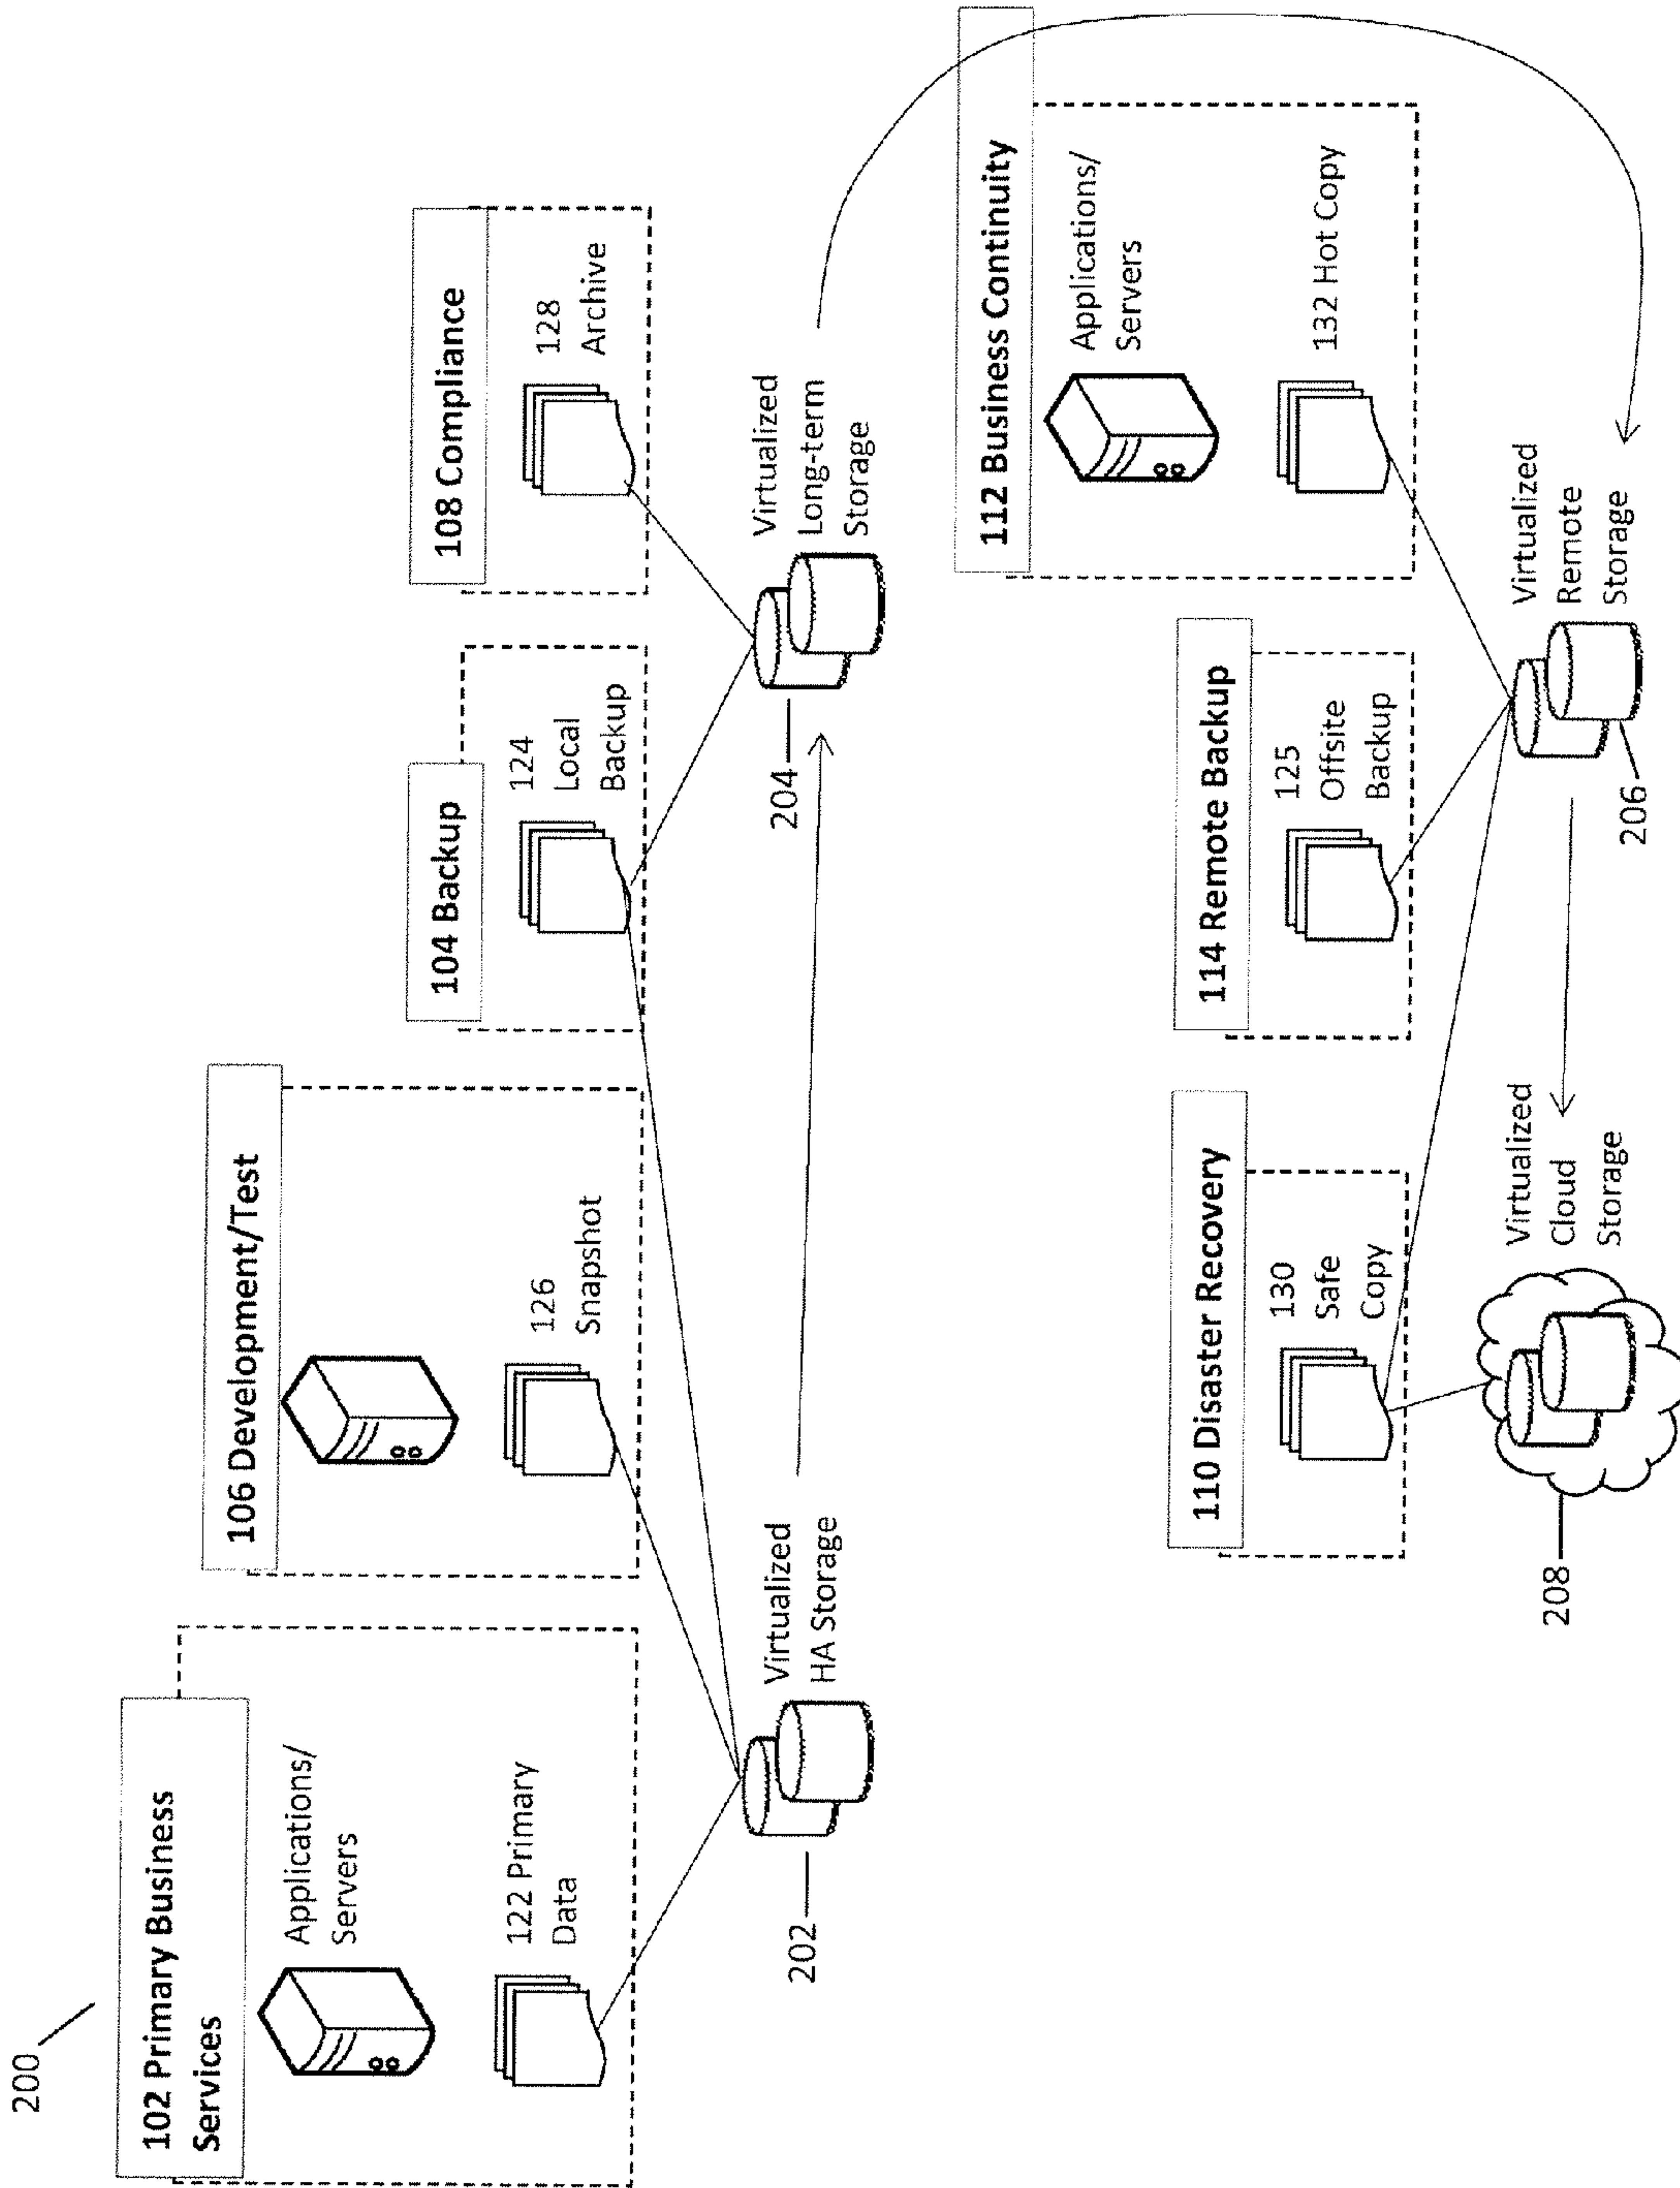 200
102 Primary Business
Services
Applications/
Servers
122 Primary
Data
106 Development/Test
126
Snapshot
104 Backup
124
Local
Backup
108 Compliance
128
Archive
202
Virtualized
HA Storage
204
Virtualized
Long-term
Storage
110 Disaster Recovery
130
Safe
Copy
114 Remote Backup
125
Offsite
Backup
112 Business Continuity
Applications/
Servers
132 Hot Copy
208
Virtualized
Cloud
Storage
206
Virtualized
Remote
Storage